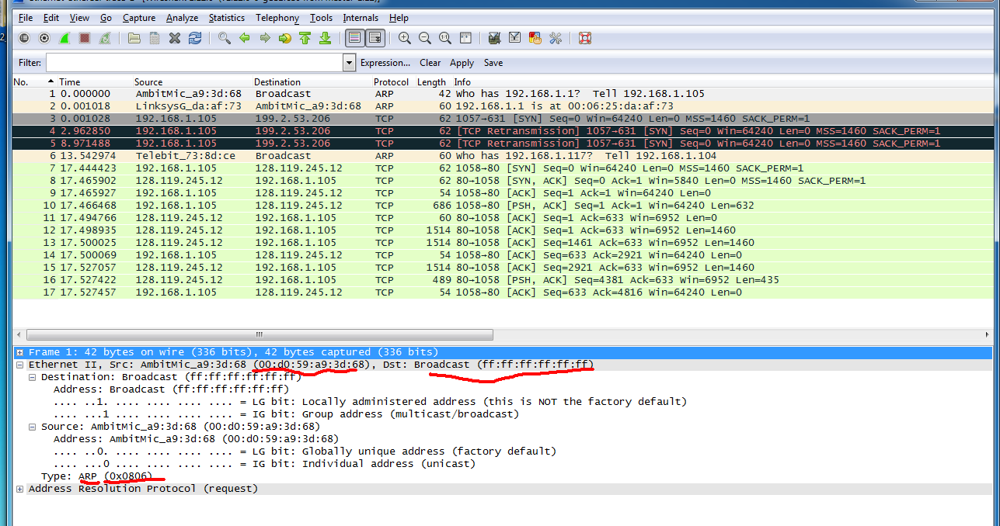 File Edit View Go Capture Analyze Statistics Telephony Tools Internals Help
Filter: Expression... Clear Apply Save
No. Time Source Destination Protocol Length Info
1 0.000000 AmbitMic_a9:3d:68 Broadcast ARP 42 Who has 192.168.1.1? Tell 192.168.1.105
2 0.001018 LinksysG_da:af:73 AmbitMic_a9:3d:68 ARP 60 192.168.1.1 is at 00:06:25:da:af:73
3 0.001028 192.168.1.105 199.2.53.206 TCP 62 1057→631 [SYN] Seq=0 Win=64240 Len=0 MSS=1460 SACK_PERM=1
4 2.962850 192.168.1.105 199.2.53.206 TCP 62 [TCP Retransmission] 1057→631 [SYN] Seq=0 Win=64240 Len=0 MSS=1460 SACK_PERM=1
5 8.971488 192.168.1.105 199.2.53.206 TCP 62 [TCP Retransmission] 1057→631 [SYN] Seq=0 Win=64240 Len=0 MSS=1460 SACK_PERM=1
6 13.542974 Telebit_73:8d:ce Broadcast ARP 60 Who has 192.168.1.117? Tell 192.168.1.104
7 17.444423 192.168.1.105 128.119.245.12 TCP 62 1058→80 [SYN] Seq=0 Win=64240 Len=0 MSS=1460 SACK_PERM=1
8 17.465902 128.119.245.12 192.168.1.105 TCP 62 80→1058 [SYN, ACK] Seq=0 Ack=1 Win=5840 Len=0 MSS=1460 SACK_PERM=1
9 17.465927 192.168.1.105 128.119.245.12 TCP 54 1058→80 [ACK] Seq=1 Ack=1 Win=64240 Len=0
10 17.466468 192.168.1.105 128.119.245.12 TCP 686 1058→80 [PSH, ACK] Seq=1 Ack=1 Win=64240 Len=632
11 17.494766 128.119.245.12 192.168.1.105 TCP 60 80→1058 [ACK] Seq=1 Ack=633 Win=6952 Len=0
12 17.498935 128.119.245.12 192.168.1.105 TCP 1514 80→1058 [ACK] Seq=1 Ack=633 Win=6952 Len=1460
13 17.500025 128.119.245.12 192.168.1.105 TCP 1514 80→1058 [ACK] Seq=1461 Ack=633 Win=6952 Len=1460
14 17.500069 192.168.1.105 128.119.245.12 TCP 54 1058→80 [ACK] Seq=633 Ack=2921 Win=64240 Len=0
15 17.527057 128.119.245.12 192.168.1.105 TCP 1514 80→1058 [ACK] Seq=2921 Ack=633 Win=6952 Len=1460
16 17.527422 128.119.245.12 192.168.1.105 TCP 489 80→1058 [PSH, ACK] Seq=4381 Ack=633 Win=6952 Len=435
17 17.527457 192.168.1.105 128.119.245.12 TCP 54 1058→80 [ACK] Seq=633 Ack=4816 Win=64240 Len=0
Frame 1: 42 bytes on wire (336 bits), 42 bytes captured (336 bits)
Ethernet II, Src: AmbitMic_a9:3d:68 (00:d0:59:a9:3d:68), Dst: Broadcast (ff:ff:ff:ff:ff:ff)
Destination: Broadcast (ff:ff:ff:ff:ff:ff)
Address: Broadcast (ff:ff:ff:ff:ff:ff)
.... ..1. .... .... .... .... = LG bit: Locally administered address (this is NOT the factory default)
.... ...1 .... .... .... .... = IG bit: Group address (multicast/broadcast)
Source: AmbitMic_a9:3d:68 (00:d0:59:a9:3d:68)
Address: AmbitMic_a9:3d:68 (00:d0:59:a9:3d:68)
.... ..0. .... .... .... .... = LG bit: Globally unique address (factory default)
.... ...0 .... .... .... .... = IG bit: Individual address (unicast)
Type: ARP (0x0806)
Address Resolution Protocol (request)